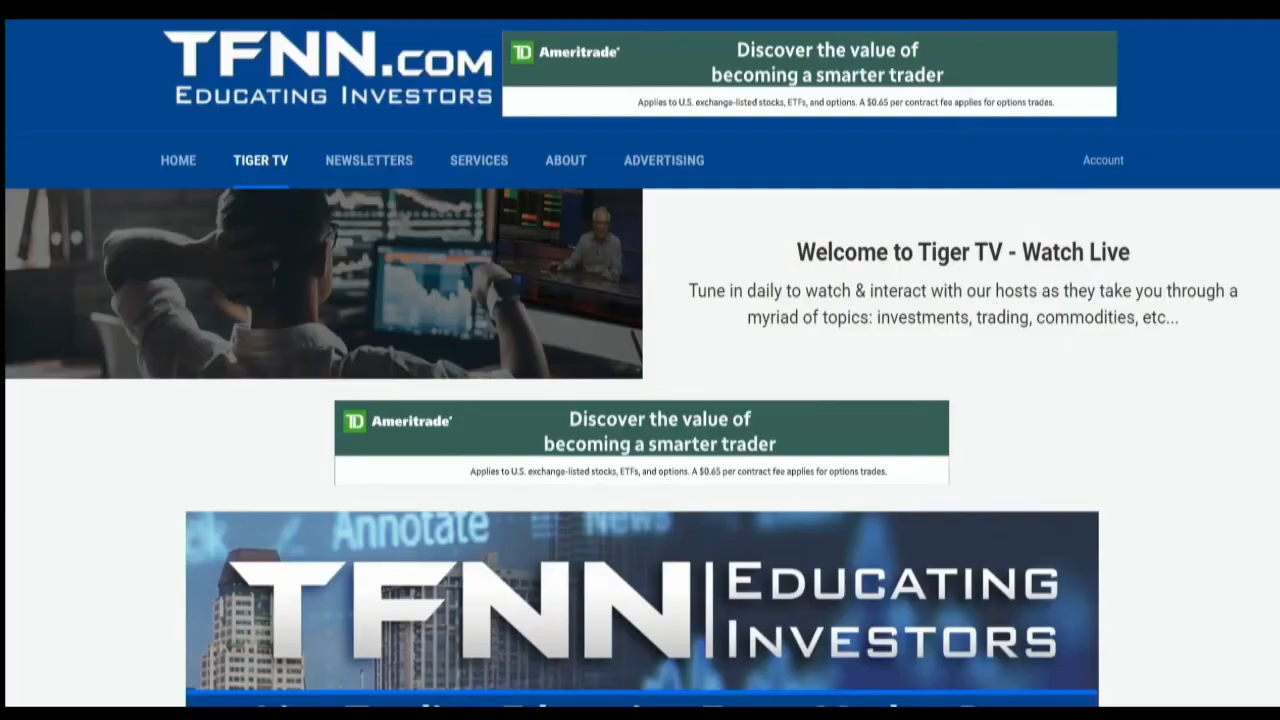 TFNN.COM
EDUCATING INVESTORS
TD Ameritrade
Discover the value of
becoming a smarter trader
Applies to U.S. exchange-listed stocks, ETFs, and options. A $0.65 per contract fee applies for options trades.
HOME TIGER TV NEWSLETTERS SERVICES ABOUT ADVERTISING Account
Welcome to Tiger TV - Watch Live
Tune in daily to watch & interact with our hosts as they take you through a
myriad of topics: investments, trading, commodities, etc...
TD Ameritrade
Discover the value of
becoming a smarter trader
Applies to U.S. exchange-listed stocks, ETFs, and options. A $0.65 per contract fee applies for options trades.
Annotate News
TFNN EDUCATING
INVESTORS